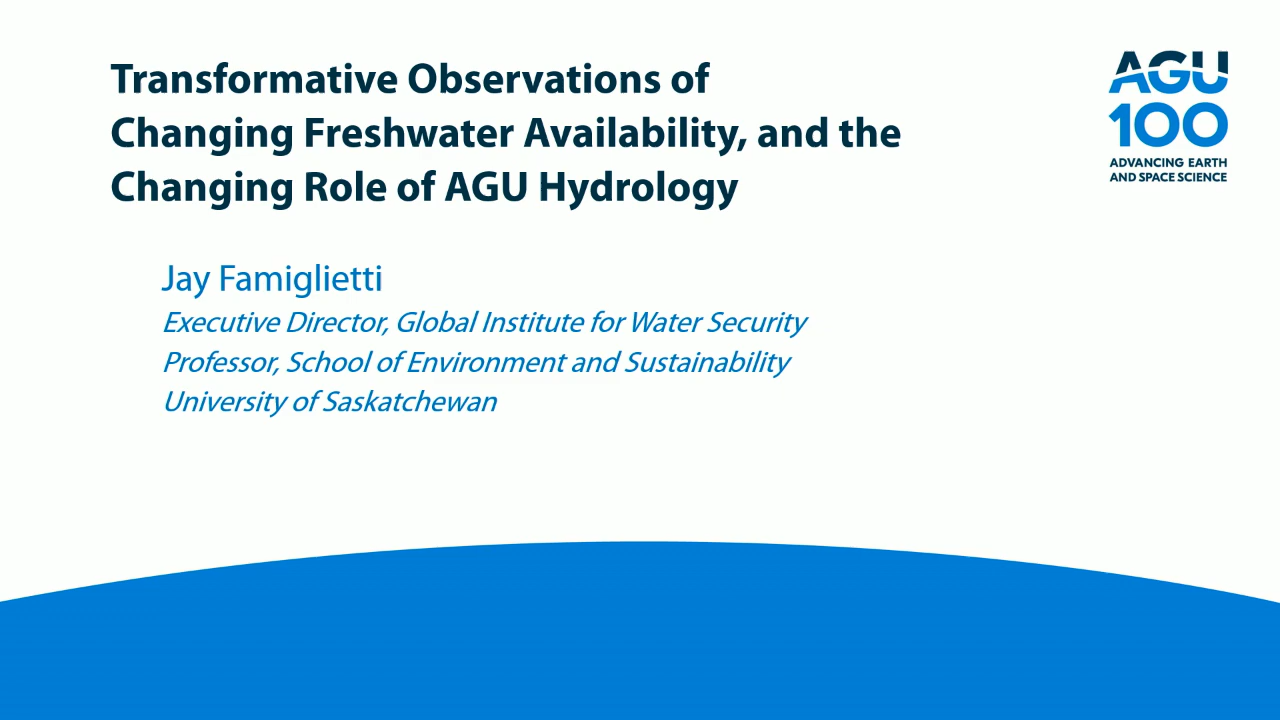 Transformative Observations of
Changing Freshwater Availability, and the
Changing Role of AGU Hydrology
Jay Famiglietti
Executive Director, Global Institute for Water Security
Professor, School of Environment and Sustainability
University of Saskatchewan
AGU
100
ADVANCING EARTH
AND SPACE SCIENCE